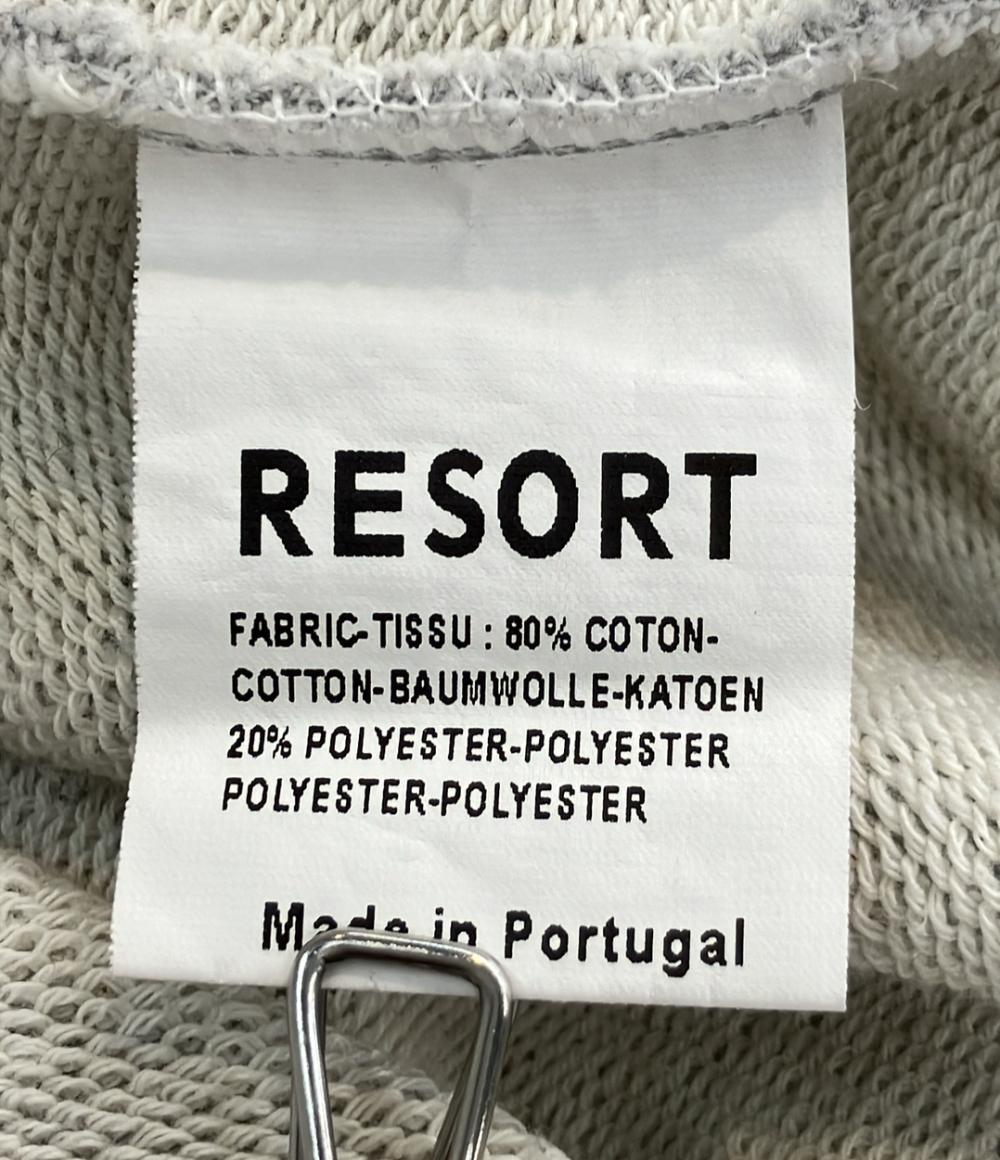 RESORT
FABRIC-TISSU : 80% COTON-
COTTON-BAUMWOLLE-KATOEN
20% POLYESTER-POLYESTER
POLYESTER-POLYESTER
Made in Portugal